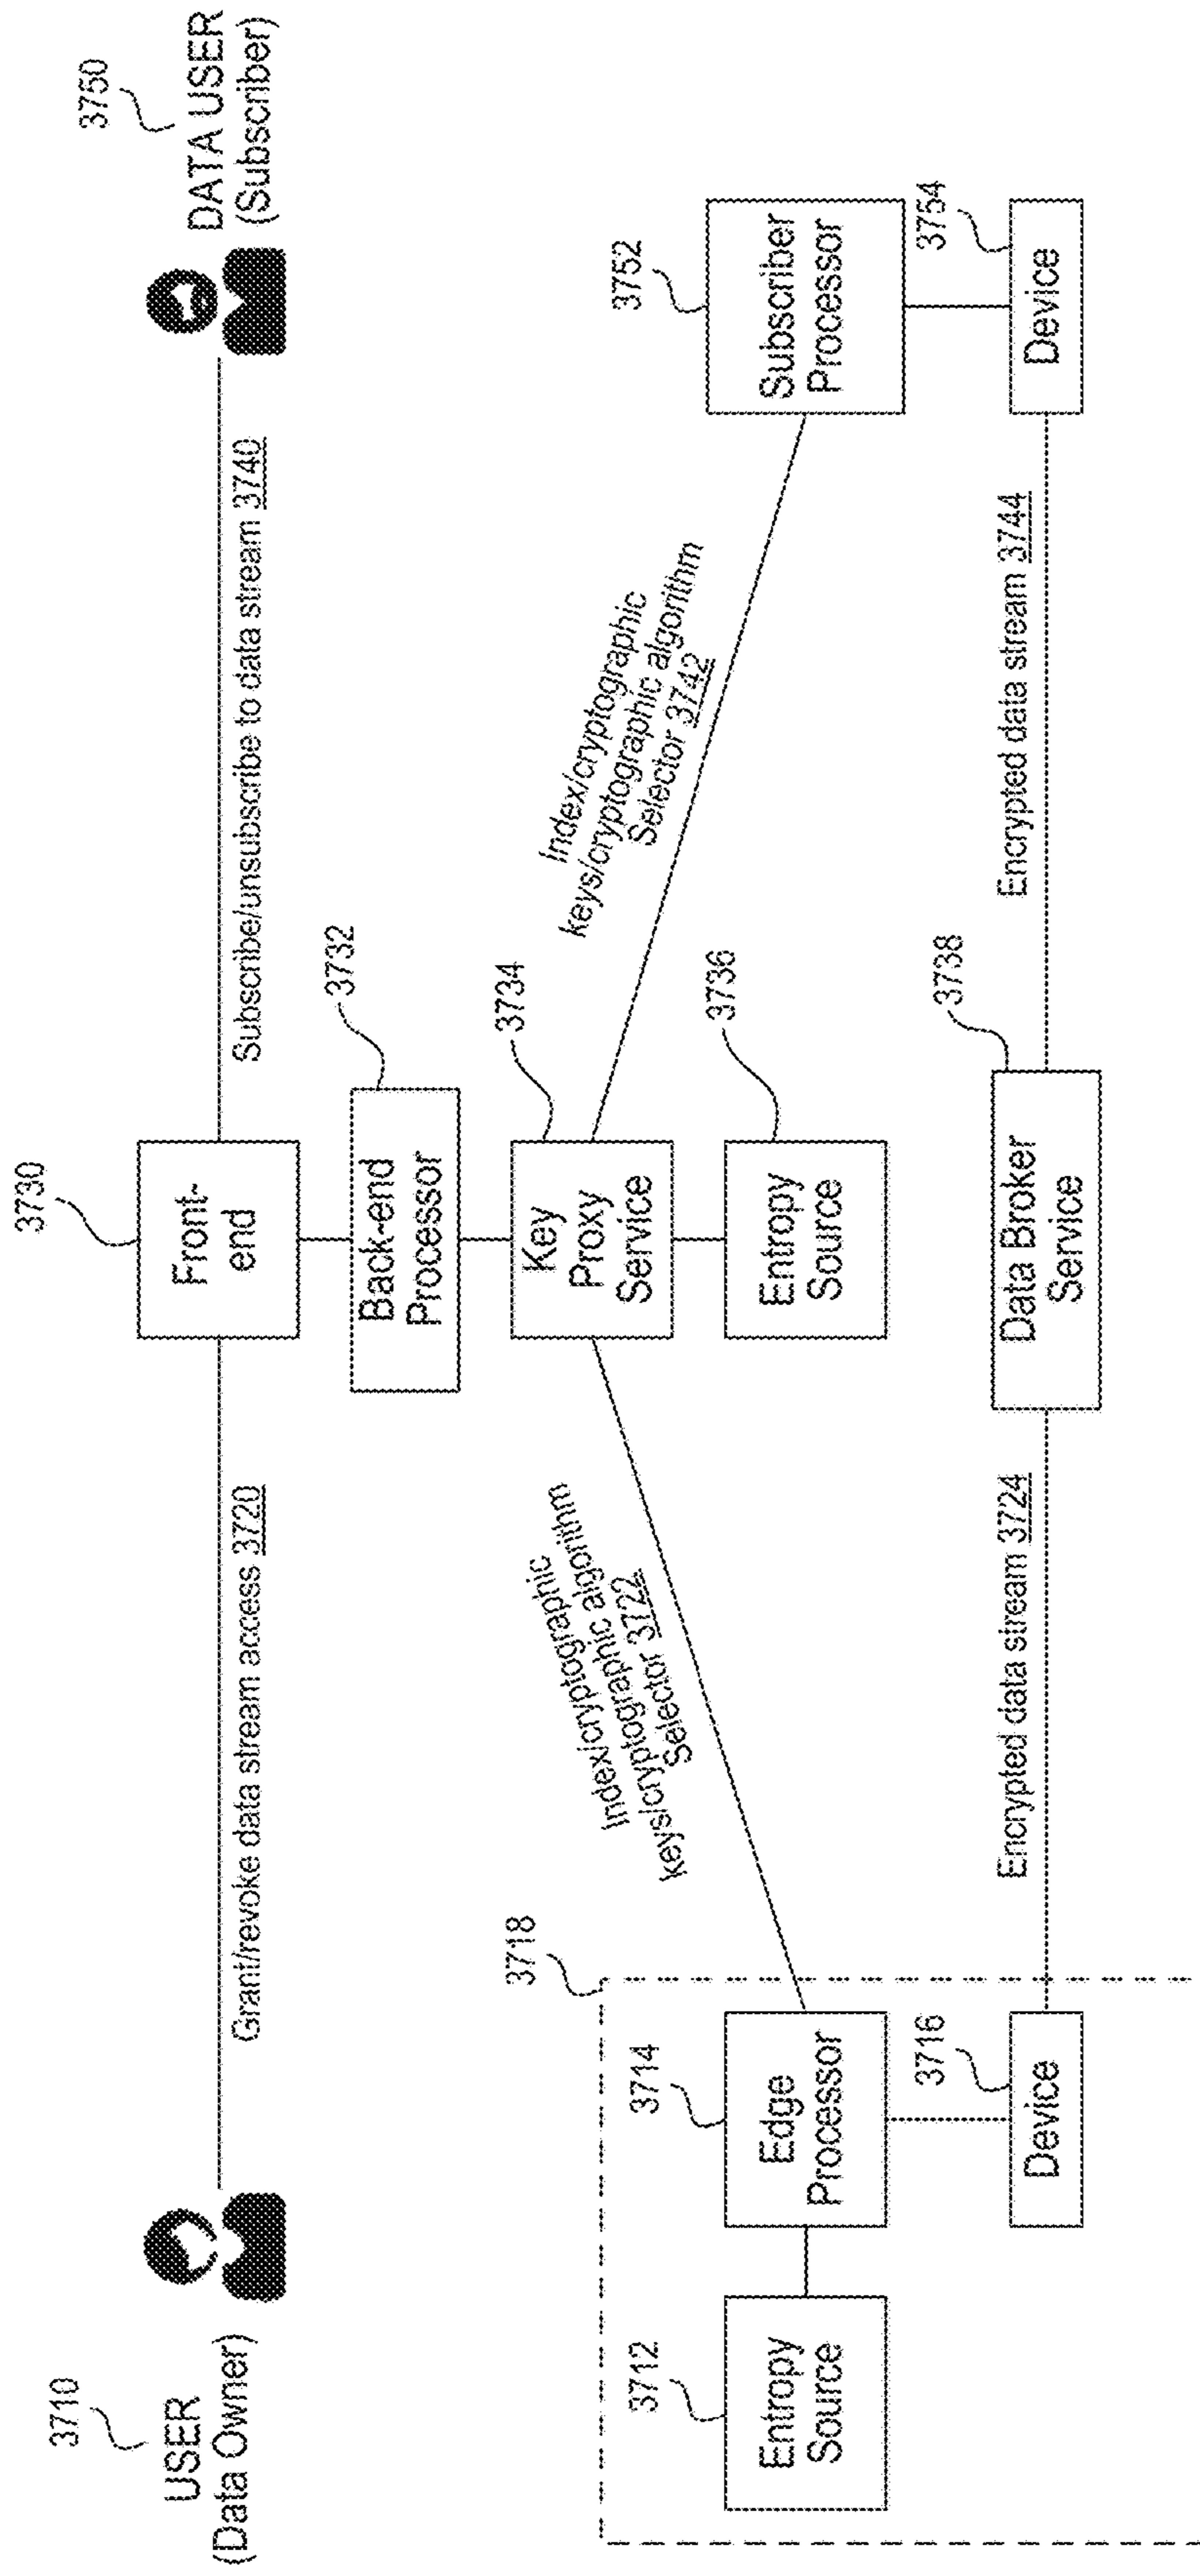 3710
USER
(Data Owner)
Grant/revoke data stream access 3720
3730
Front-
end
Subscribe/unsubscribe to data stream 3740
3750
DATA USER
(Subscriber)
3732
Back-end
Processor
3718
Index/cryptographic
keys/cryptographic algorithm
Selector 3722
3734
Key
Proxy
Service
Index/cryptographic
keys/cryptographic algorithm
Selector 3742
3712
Entropy
Source
3714
Edge
Processor
3736
Entropy
Source
3752
Subscriber
Processor
3716
Device
Encrypted data stream 3724
3738
Data Broker
Service
Encrypted data stream 3744
3754
Device